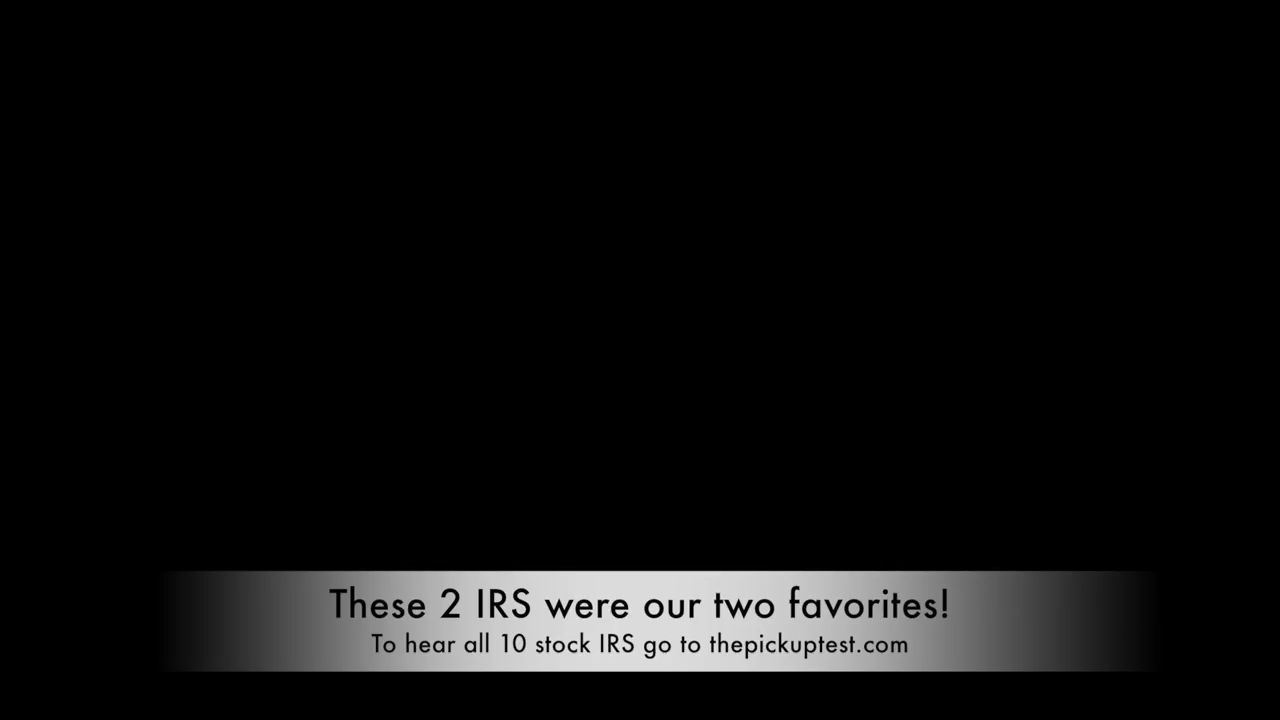 These 2 IRS were our two favorites!
To hear all 10 stock IRS go to thepickuptest.com